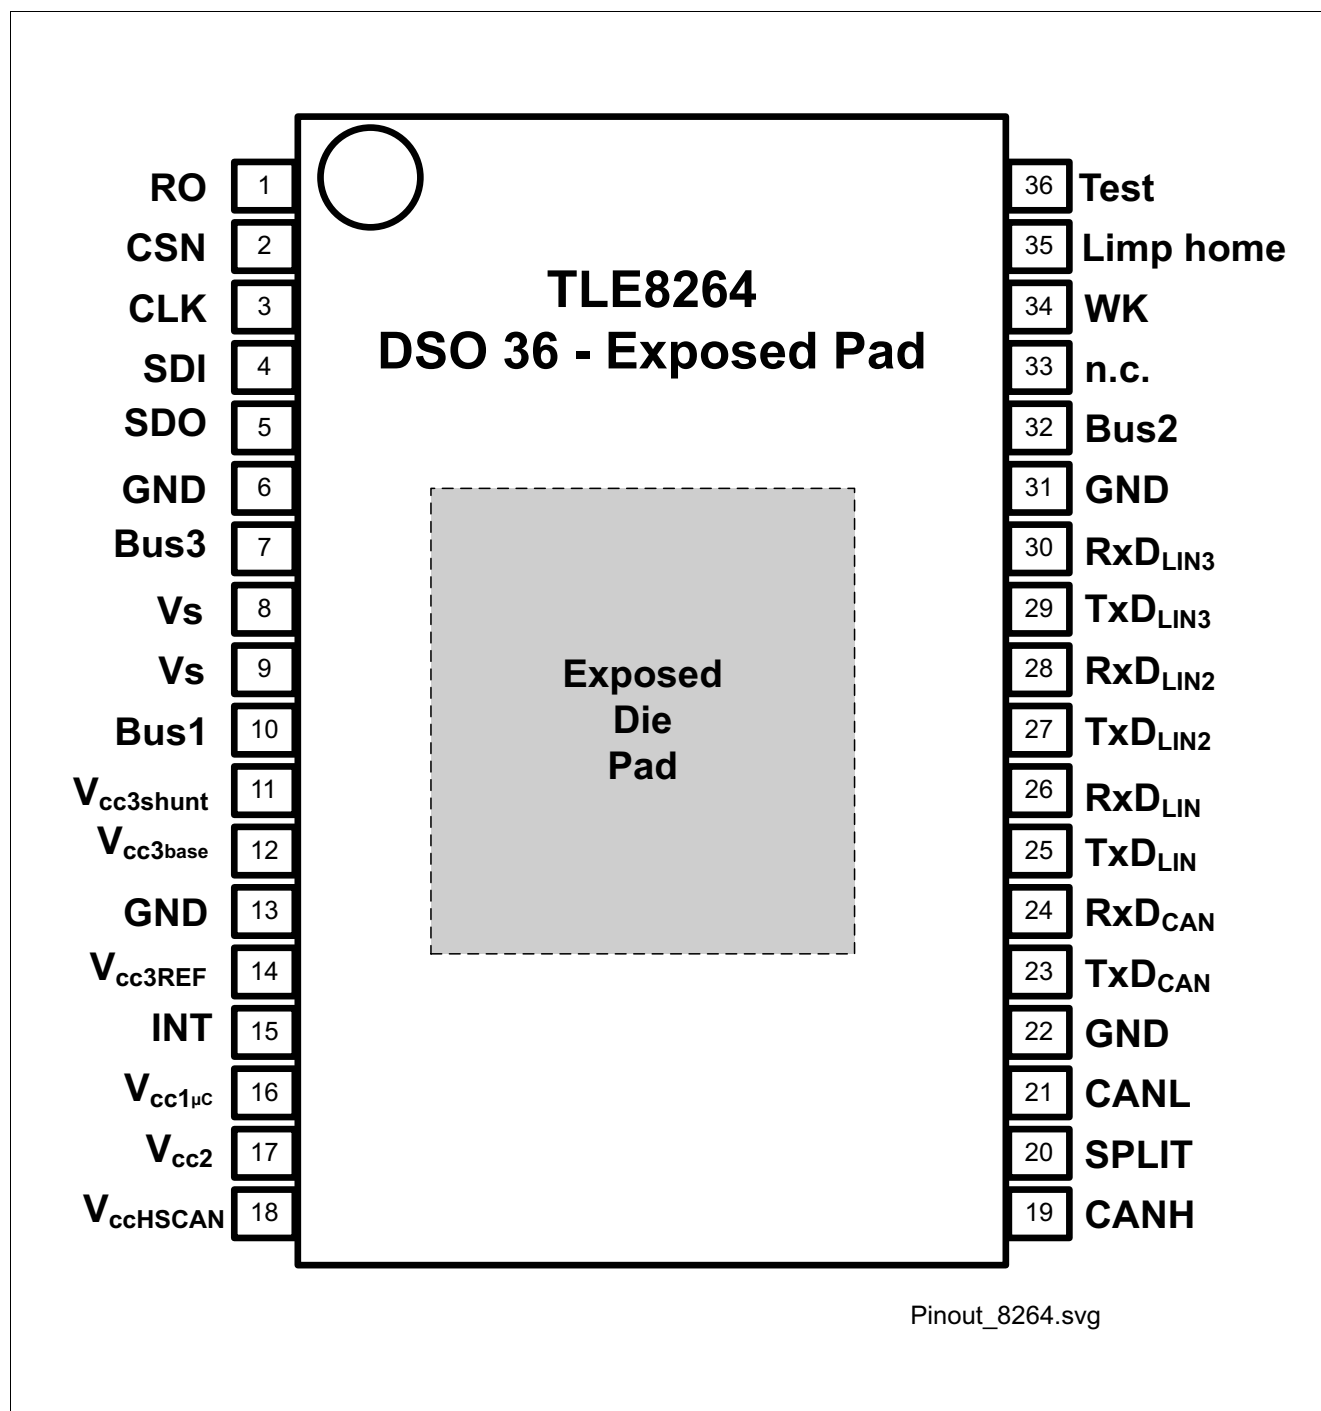 RO 1
CSN 2
CLK 3
SDI 4
SDO 5
GND 6
Bus3 7
Vs 8
Vs 9
Bus1 10
Vcc3shunt 11
Vcc3base 12
GND 13
Vcc3REF 14
INT 15
Vcc1µC 16
Vcc2 17
VccHSCAN 18
TLE8264
DSO 36 - Exposed Pad
Exposed
Die
Pad
36 Test
35 Limp home
34 WK
33 n.c.
32 Bus2
31 GND
30 RxDLIN3
29 TxDLIN3
28 RxDLIN2
27 TxDLIN2
26 RxDLIN
25 TxDLIN
24 RxDCAN
23 TxDCAN
22 GND
21 CANL
20 SPLIT
19 CANH
Pinout_8264.svg